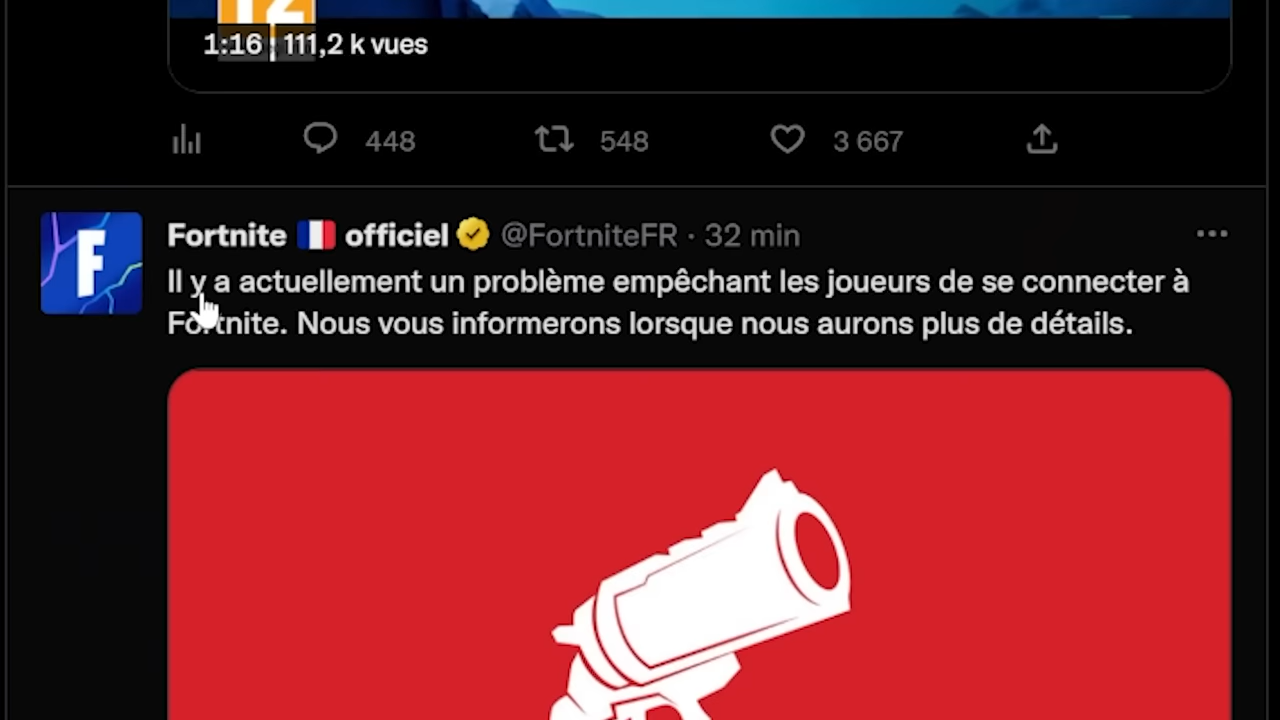 12
1:16 | 111,2 k vues
448 548 3 667
Fortnite 🇫🇷 officiel @FortniteFR · 32 min
Il y a actuellement un problème empêchant les joueurs de se connecter à
Fortnite. Nous vous informerons lorsque nous aurons plus de détails.
F